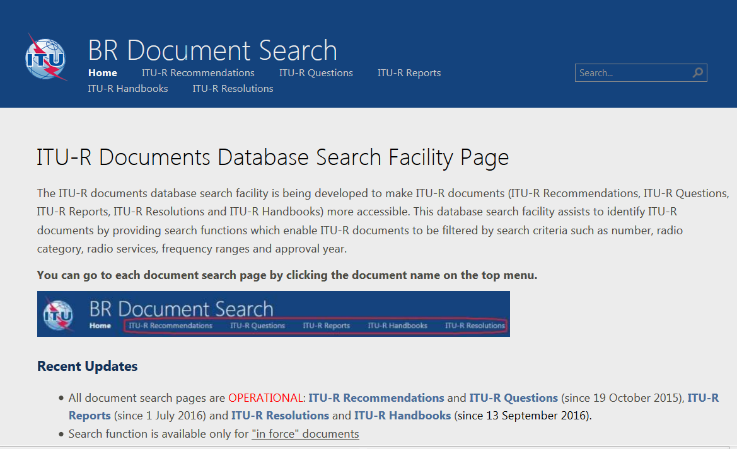 ITU
BR Document Search
Home ITU-R Recommendations ITU-R Questions ITU-R Reports
Search...
ITU-R Handbooks ITU-R Resolutions
ITU-R Documents Database Search Facility Page
The ITU-R documents database search facility is being developed to make ITU-R documents (ITU-R Recommendations, ITU-R Questions,
ITU-R Reports, ITU-R Resolutions and ITU-R Handbooks) more accessible. This database search facility assists to identify ITU-R
documents by providing search functions which enable ITU-R documents to be filtered by search criteria such as number, radio
category, radio services, frequency ranges and approval year.
You can go to each document search page by clicking the document name on the top menu.
ITU
BR Document Search
Home ITU-R Recommendations ITU-R Questions ITU-R Reports ITU-R Handbooks ITU-R Resolutions
Recent Updates
• All document search pages are OPERATIONAL: ITU-R Recommendations and ITU-R Questions (since 19 October 2015), ITU-R
Reports (since 1 July 2016) and ITU-R Resolutions and ITU-R Handbooks (since 13 September 2016).
• Search function is available only for "in force" documents